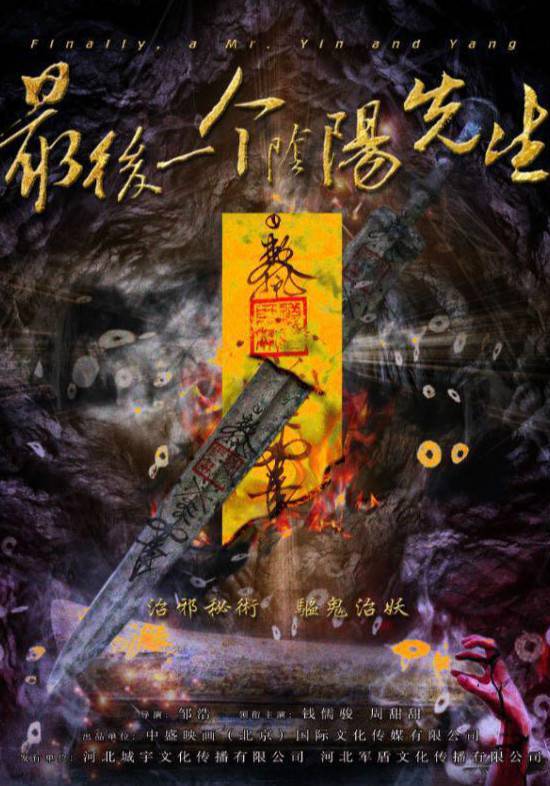 Finally, a Mr. Yin and Yang
最後一个陰陽先生
治邪秘術 驅鬼治妖
导演: 邹浩 领衔主演: 钱儒骏 周甜甜
出品单位: 中盛映画（北京）国际文化传媒有限公司
发行单位: 河北城宇文化传播有限公司 河北军盾文化传播有限公司